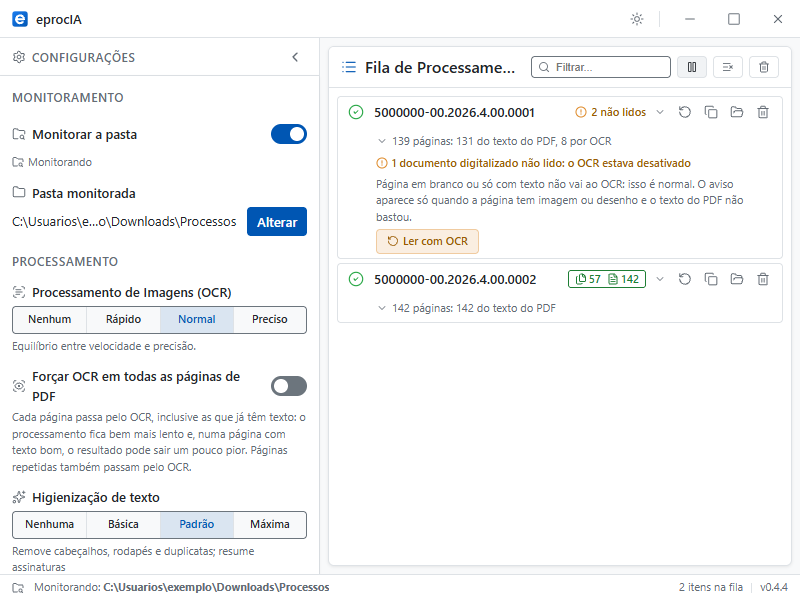 eprocIA
CONFIGURAÇÕES
MONITORAMENTO
Monitorar a pasta
Monitorando
Pasta monitorada
C:\Usuarios\e...o\Downloads\Processos
Alterar
PROCESSAMENTO
Processamento de Imagens (OCR)
Nenhum Rápido Normal Preciso
Equilíbrio entre velocidade e precisão.
Forçar OCR em todas as páginas de
PDF
Cada página passa pelo OCR, inclusive as que já têm texto: o
processamento fica bem mais lento e, numa página com
texto bom, o resultado pode sair um pouco pior. Páginas
repetidas também passam pelo OCR.
Higienização de texto
Nenhuma Básica Padrão Máxima
Remove cabeçalhos, rodapés e duplicatas; resume
assinaturas
Fila de Processame...
Filtrar...
5000000-00.2026.4.00.0001
2 não lidos
139 páginas: 131 do texto do PDF, 8 por OCR
1 documento digitalizado não lido: o OCR estava desativado
Página em branco ou só com texto não vai ao OCR: isso é normal. O aviso
aparece só quando a página tem imagem ou desenho e o texto do PDF não
bastou.
Ler com OCR
5000000-00.2026.4.00.0002
57 142
142 páginas: 142 do texto do PDF
Monitorando: C:\Usuarios\exemplo\Downloads\Processos
2 itens na fila
v0.4.4